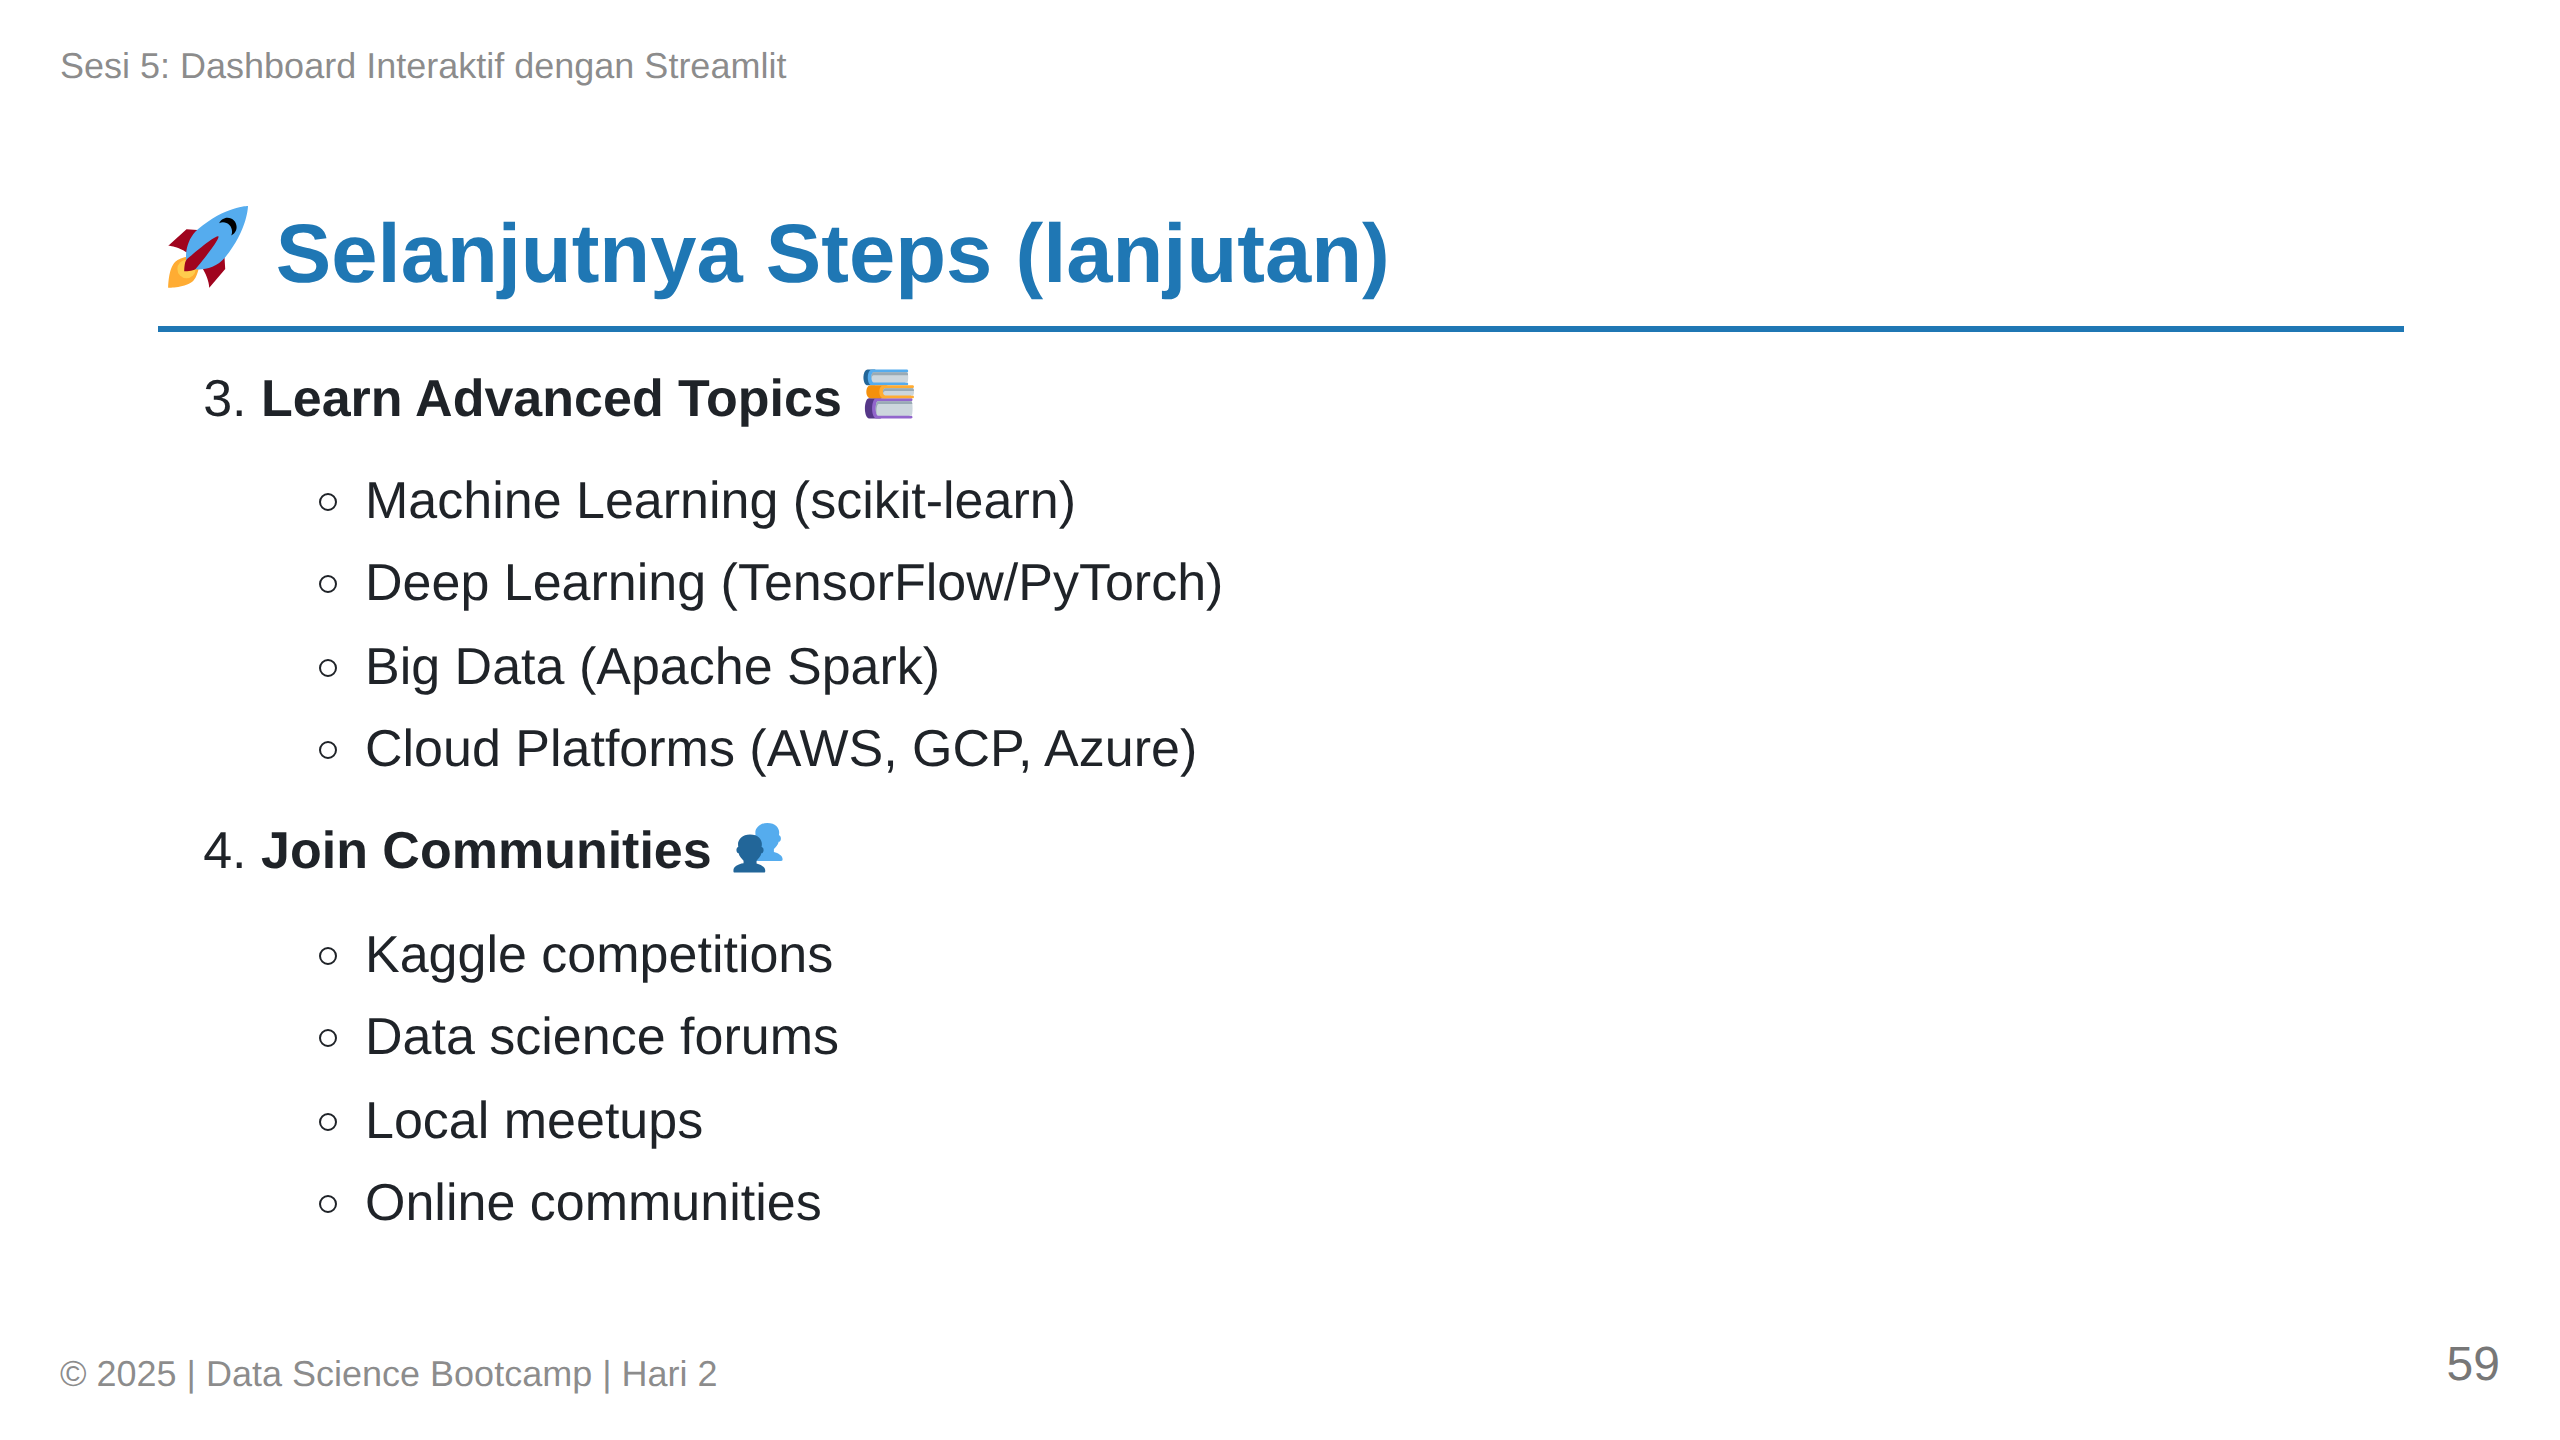 Sesi 5: Dashboard Interaktif dengan Streamlit
🚀 Selanjutnya Steps (lanjutan)
3. Learn Advanced Topics 📚
○ Machine Learning (scikit-learn)
○ Deep Learning (TensorFlow/PyTorch)
○ Big Data (Apache Spark)
○ Cloud Platforms (AWS, GCP, Azure)
4. Join Communities 👥
○ Kaggle competitions
○ Data science forums
○ Local meetups
○ Online communities
© 2025 | Data Science Bootcamp | Hari 2
59